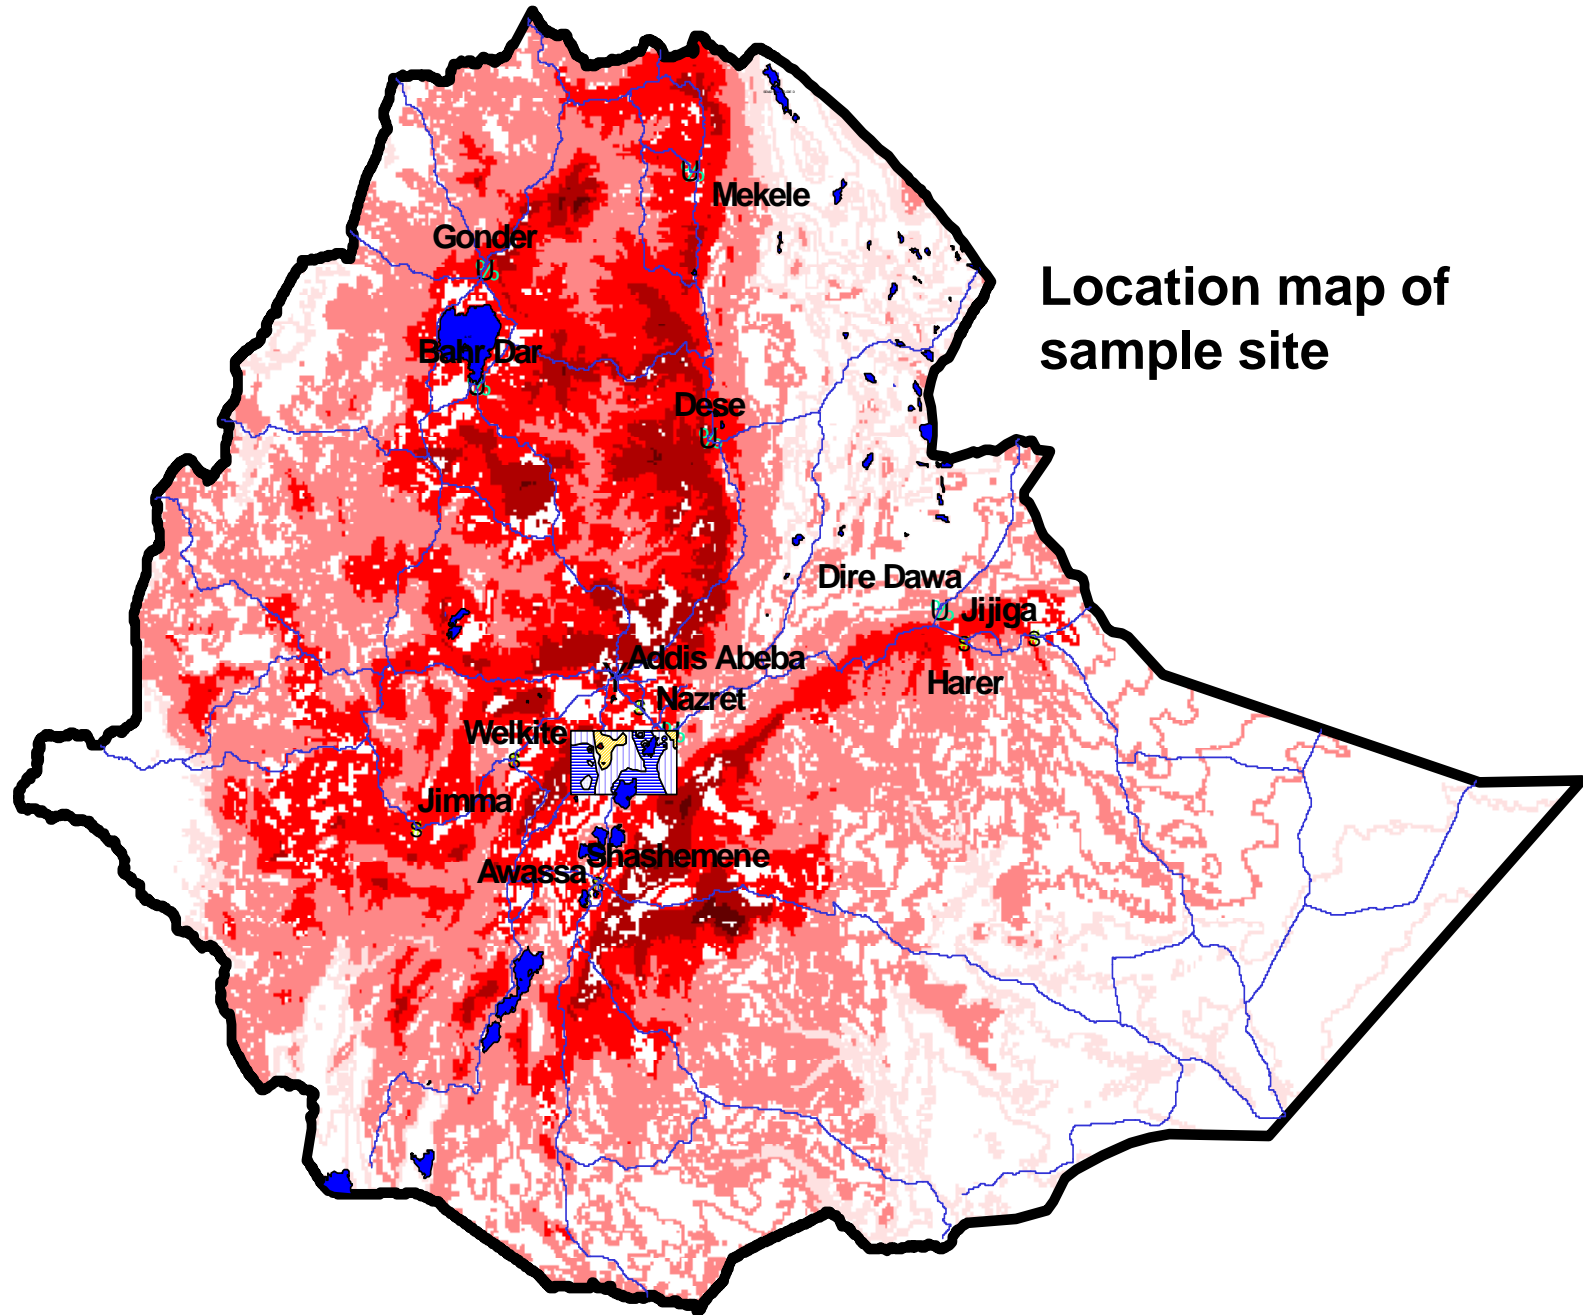 Mekele
Gonder
Location map of
sample site
Bahr Dar
Dese
Dire Dawa
Jijiga
Addis Abeba
Harer
Nazret
Welkite
Jimma
Shashemene
Awassa